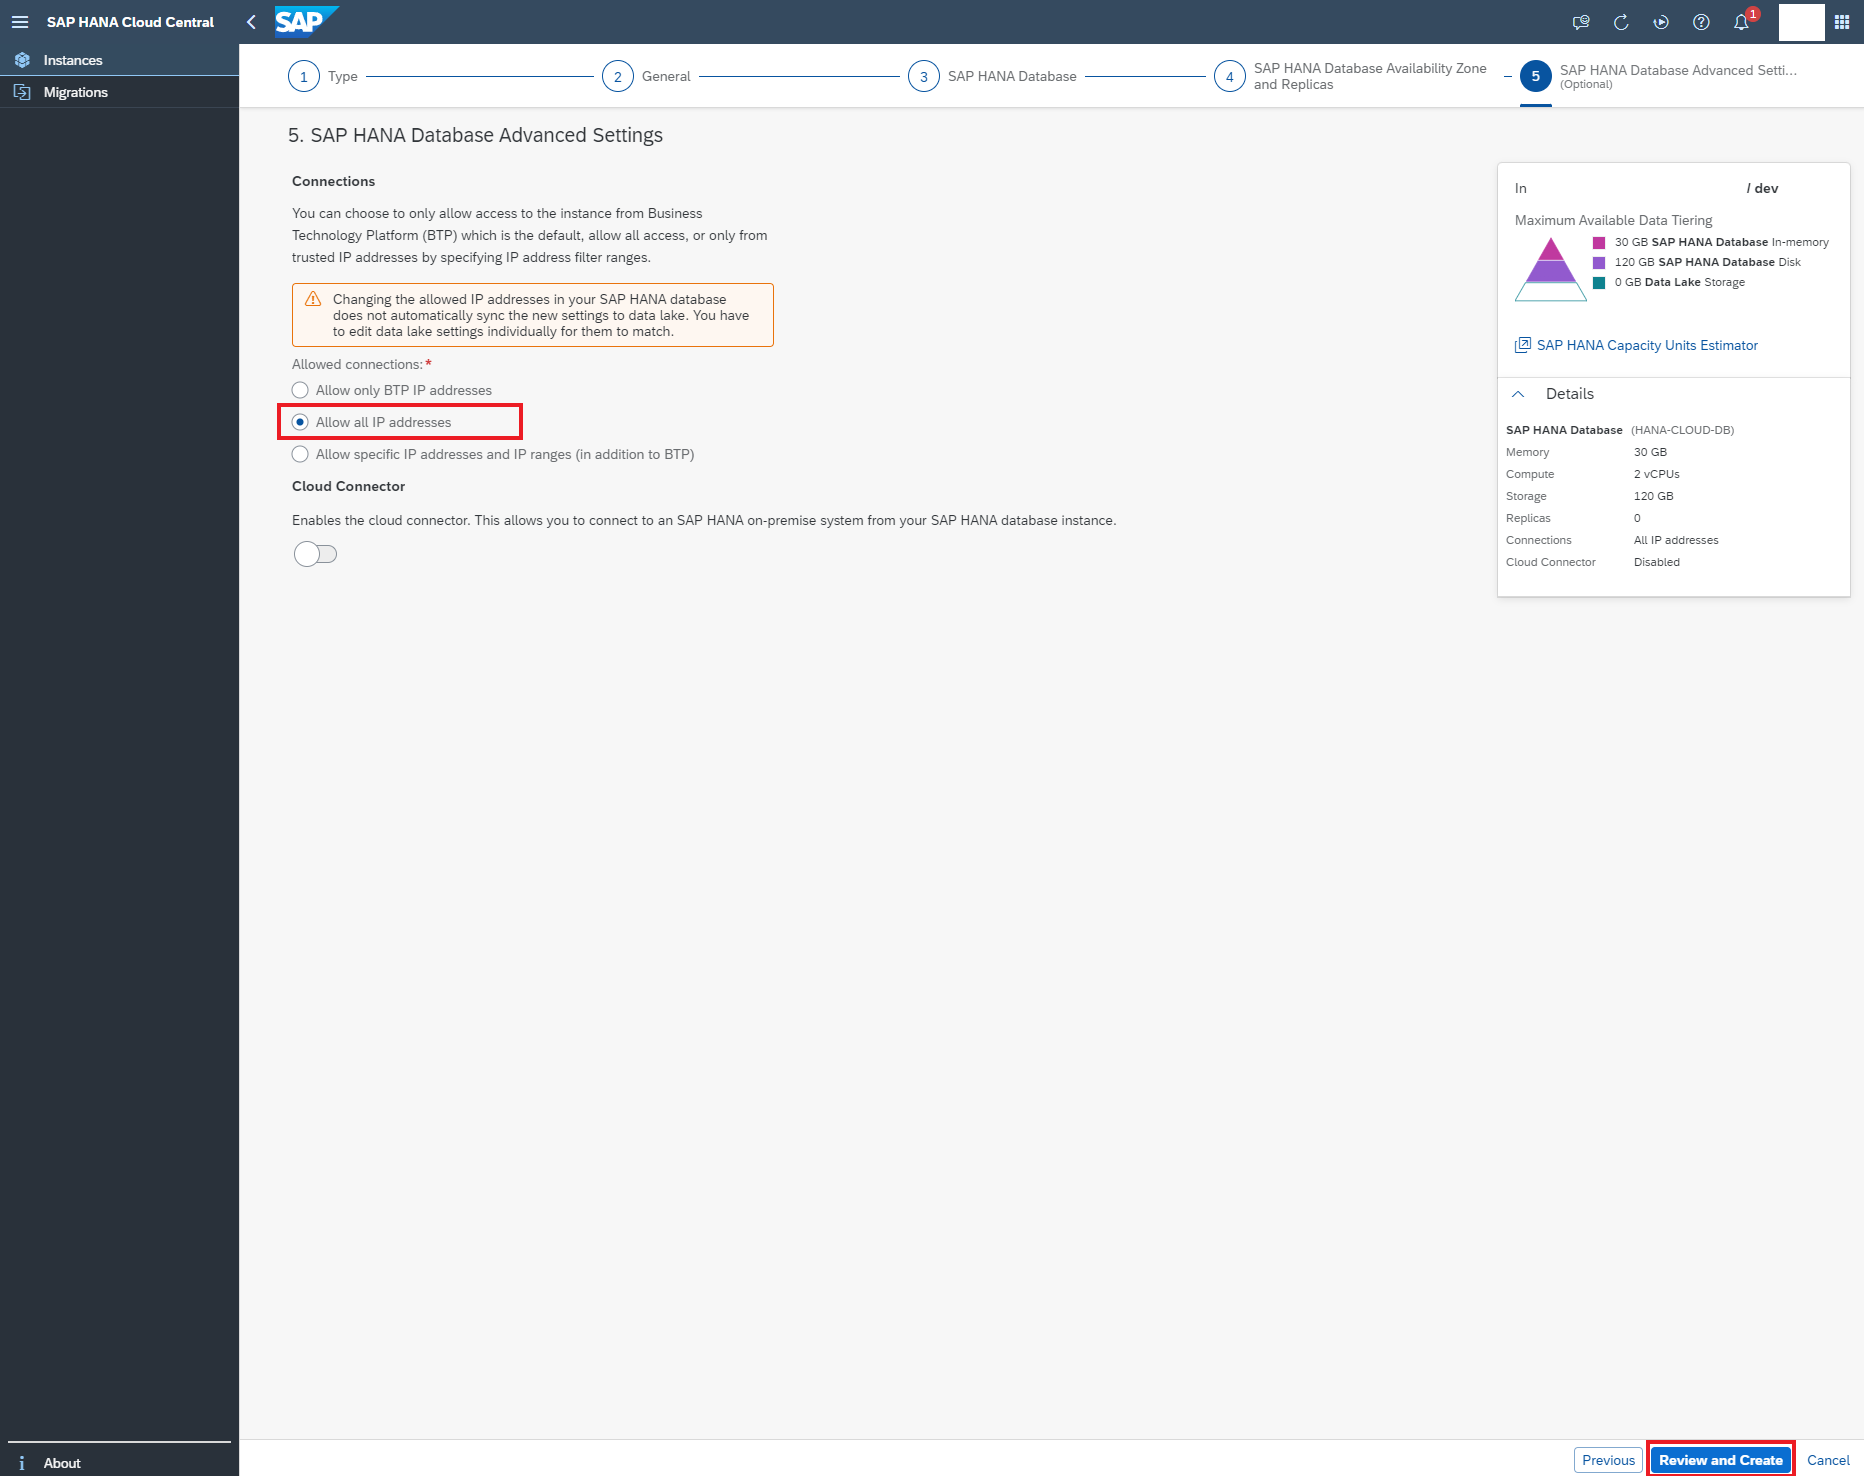 SAP HANA Cloud Central
SAP
1
Instances
Migrations
1 Type
2 General
3 SAP HANA Database
4 SAP HANA Database Availability Zone
and Replicas
5 SAP HANA Database Advanced Setti...
(Optional)
5. SAP HANA Database Advanced Settings
Connections
You can choose to only allow access to the instance from Business
Technology Platform (BTP) which is the default, allow all access, or only from
trusted IP addresses by specifying IP address filter ranges.
Changing the allowed IP addresses in your SAP HANA database
does not automatically sync the new settings to data lake. You have
to edit data lake settings individually for them to match.
Allowed connections:*
Allow only BTP IP addresses
Allow all IP addresses
Allow specific IP addresses and IP ranges (in addition to BTP)
Cloud Connector
Enables the cloud connector. This allows you to connect to an SAP HANA on-premise system from your SAP HANA database instance.
In / dev
Maximum Available Data Tiering
30 GB SAP HANA Database In-memory
120 GB SAP HANA Database Disk
0 GB Data Lake Storage
SAP HANA Capacity Units Estimator
Details
SAP HANA Database (HANA-CLOUD-DB)
Memory 30 GB
Compute 2 vCPUs
Storage 120 GB
Replicas 0
Connections All IP addresses
Cloud Connector Disabled
About
Previous
Review and Create
Cancel